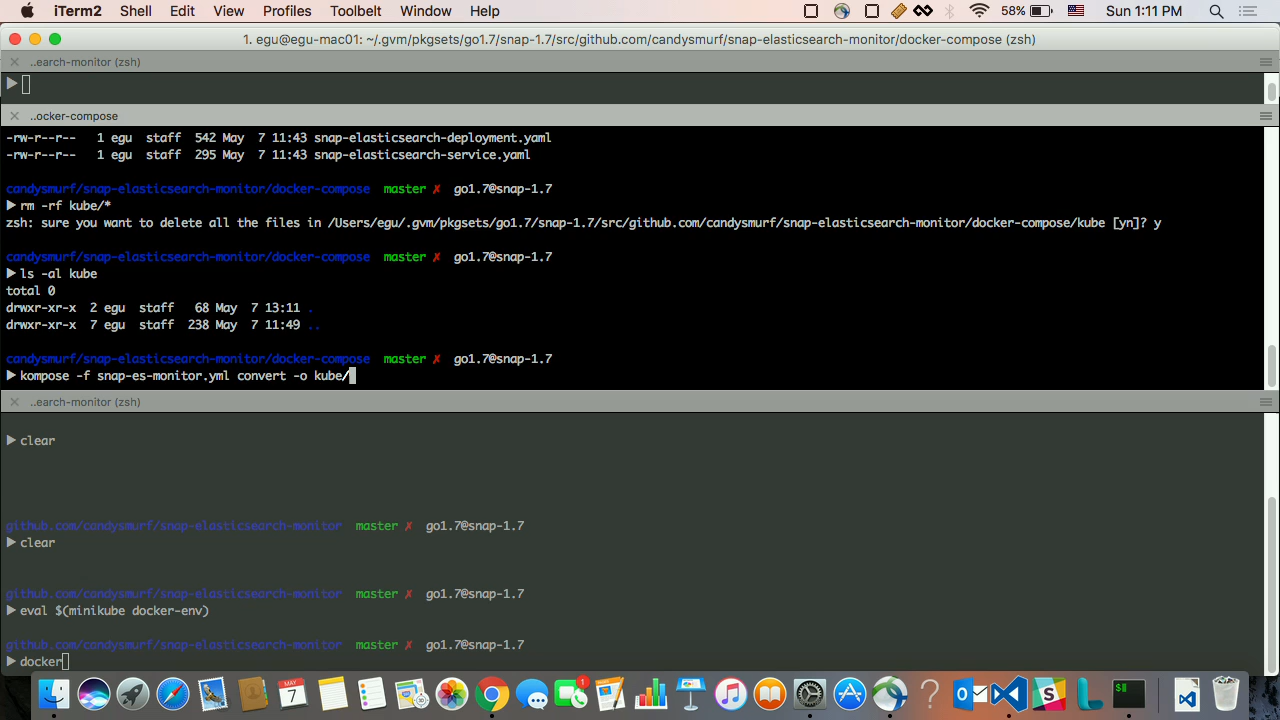 iTerm2 Shell Edit View Profiles Toolbelt Window Help 58% Sun 1:11 PM
1. egu@egu-mac01: ~/.gvm/pkgsets/go1.7/snap-1.7/src/github.com/candysmurf/snap-elasticsearch-monitor/docker-compose (zsh)
..earch-monitor (zsh)
..ocker-compose
-rw-r--r-- 1 egu staff 542 May 7 11:43 snap-elasticsearch-deployment.yaml
-rw-r--r-- 1 egu staff 295 May 7 11:43 snap-elasticsearch-service.yaml
candysmurf/snap-elasticsearch-monitor/docker-compose master ✗ go1.7@snap-1.7
▶ rm -rf kube/*
zsh: sure you want to delete all the files in /Users/egu/.gvm/pkgsets/go1.7/snap-1.7/src/github.com/candysmurf/snap-elasticsearch-monitor/docker-compose/kube [yn]? y
candysmurf/snap-elasticsearch-monitor/docker-compose master ✗ go1.7@snap-1.7
▶ ls -al kube
total 0
drwxr-xr-x 2 egu staff 68 May 7 13:11 .
drwxr-xr-x 7 egu staff 238 May 7 11:49 ..
candysmurf/snap-elasticsearch-monitor/docker-compose master ✗ go1.7@snap-1.7
▶ kompose -f snap-es-monitor.yml convert -o kube/
..earch-monitor (zsh)
▶ clear
github.com/candysmurf/snap-elasticsearch-monitor master ✗ go1.7@snap-1.7
▶ clear
github.com/candysmurf/snap-elasticsearch-monitor master ✗ go1.7@snap-1.7
▶ eval $(minikube docker-env)
github.com/candysmurf/snap-elasticsearch-monitor master ✗ go1.7@snap-1.7
▶ docker
MAY
7
1